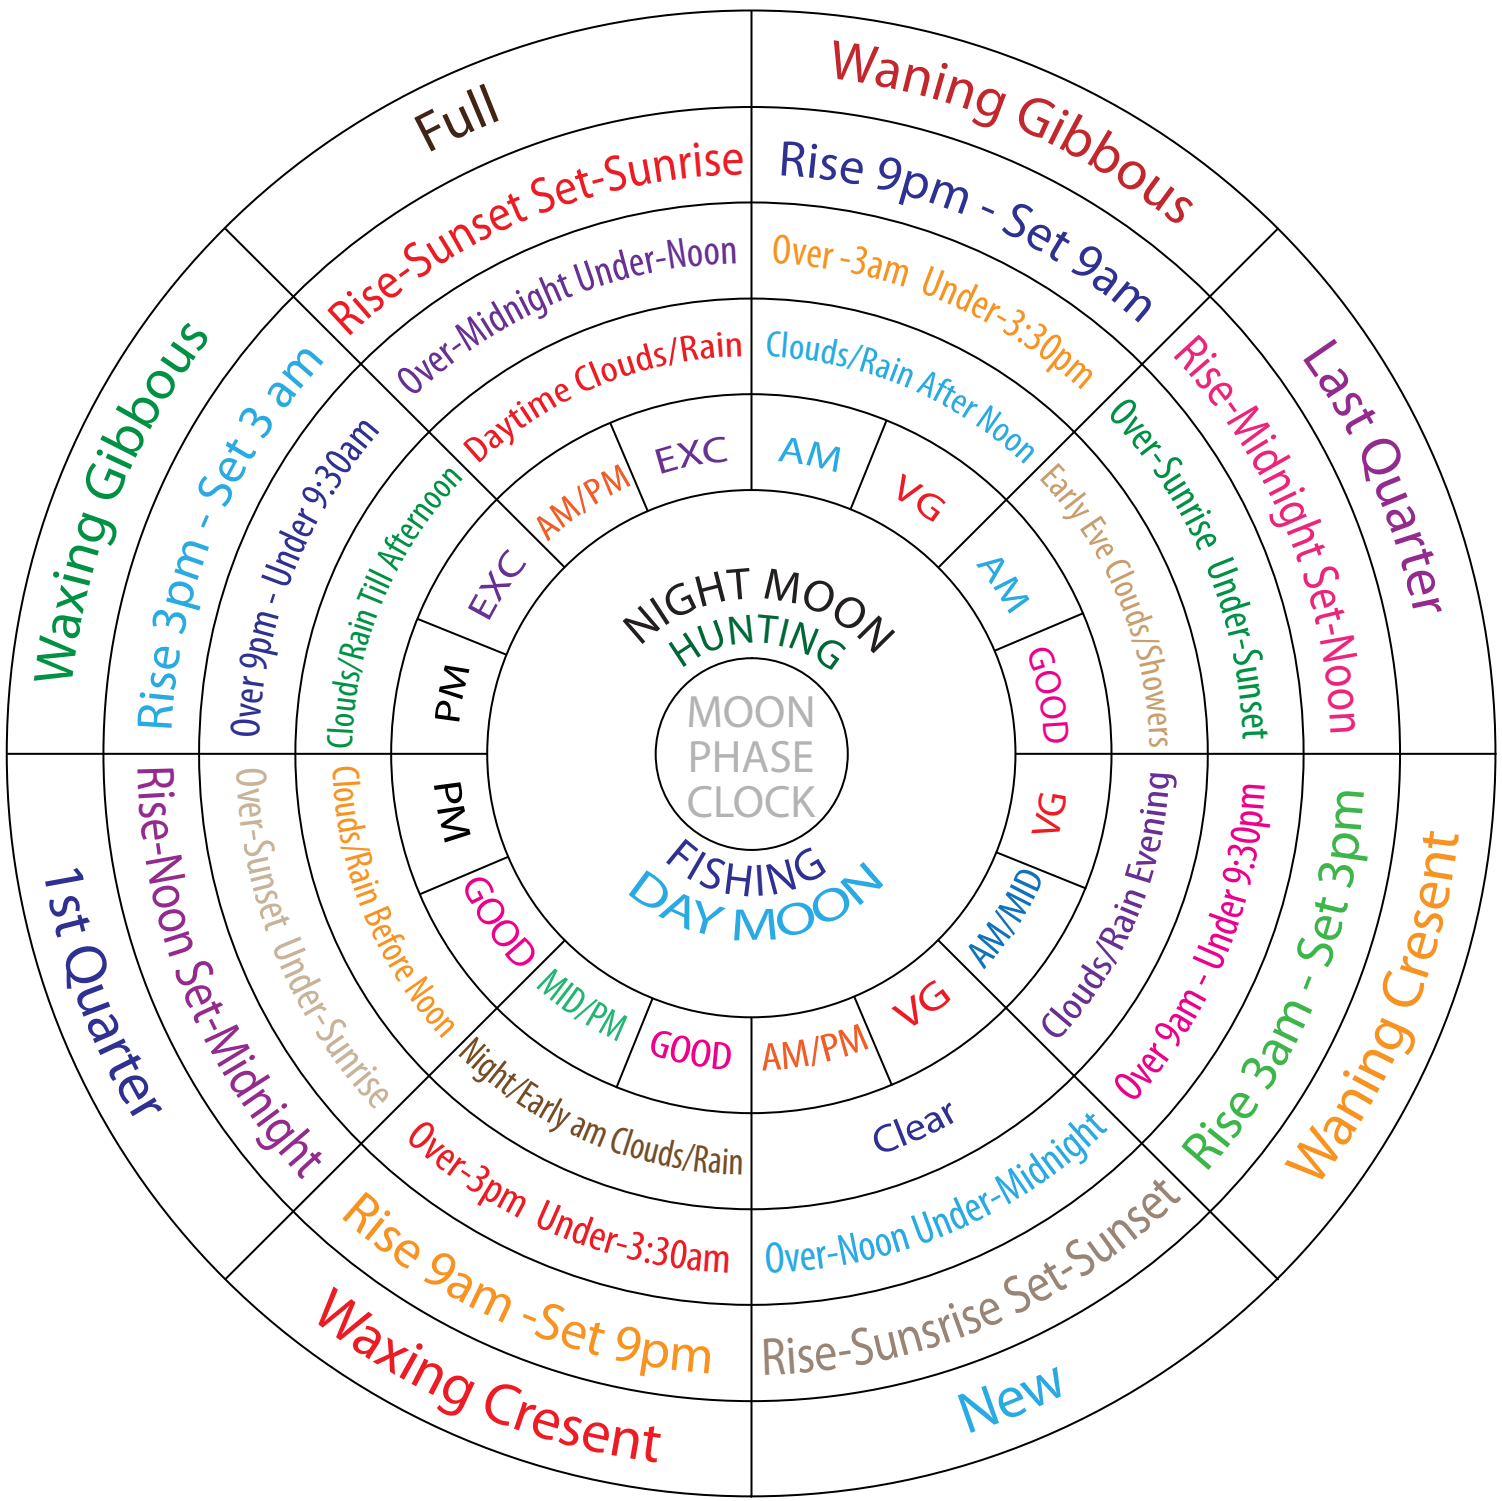 Full
Rise-Sunset Set-Sunrise
Over-Midnight Under-Noon
Daytime Clouds/Rain
AM/PM
EXC
Waning Gibbous
Rise 9pm - Set 9am
Over -3am Under-3:30pm
Clouds/Rain After Noon
AM
VG
Last Quarter
Rise-Midnight Set-Noon
Over-Sunrise Under-Sunset
Early Eve Clouds/Showers
AM
GOOD
Waning Cresent
Rise 3am - Set 3pm
Over 9am - Under 9:30pm
Clouds/Rain Evening
VG
AM/MID
New
Rise-Sunsrise Set-Sunset
Over-Noon Under-Midnight
Clear
VG
AM/PM
Waxing Cresent
Rise 9am -Set 9pm
Over-3pm Under-3:30am
Night/Early am Clouds/Rain
MID/PM
GOOD
1st Quarter
Rise-Noon Set-Midnight
Over-Sunset Under-Sunrise
Clouds/Rain Before Noon
PM
GOOD
Waxing Gibbous
Rise 3pm - Set 3 am
Over 9pm - Under 9:30am
Clouds/Rain Till Afternoon
EXC
PM
NIGHT MOON
HUNTING
MOON
PHASE
CLOCK
FISHING
DAY MOON